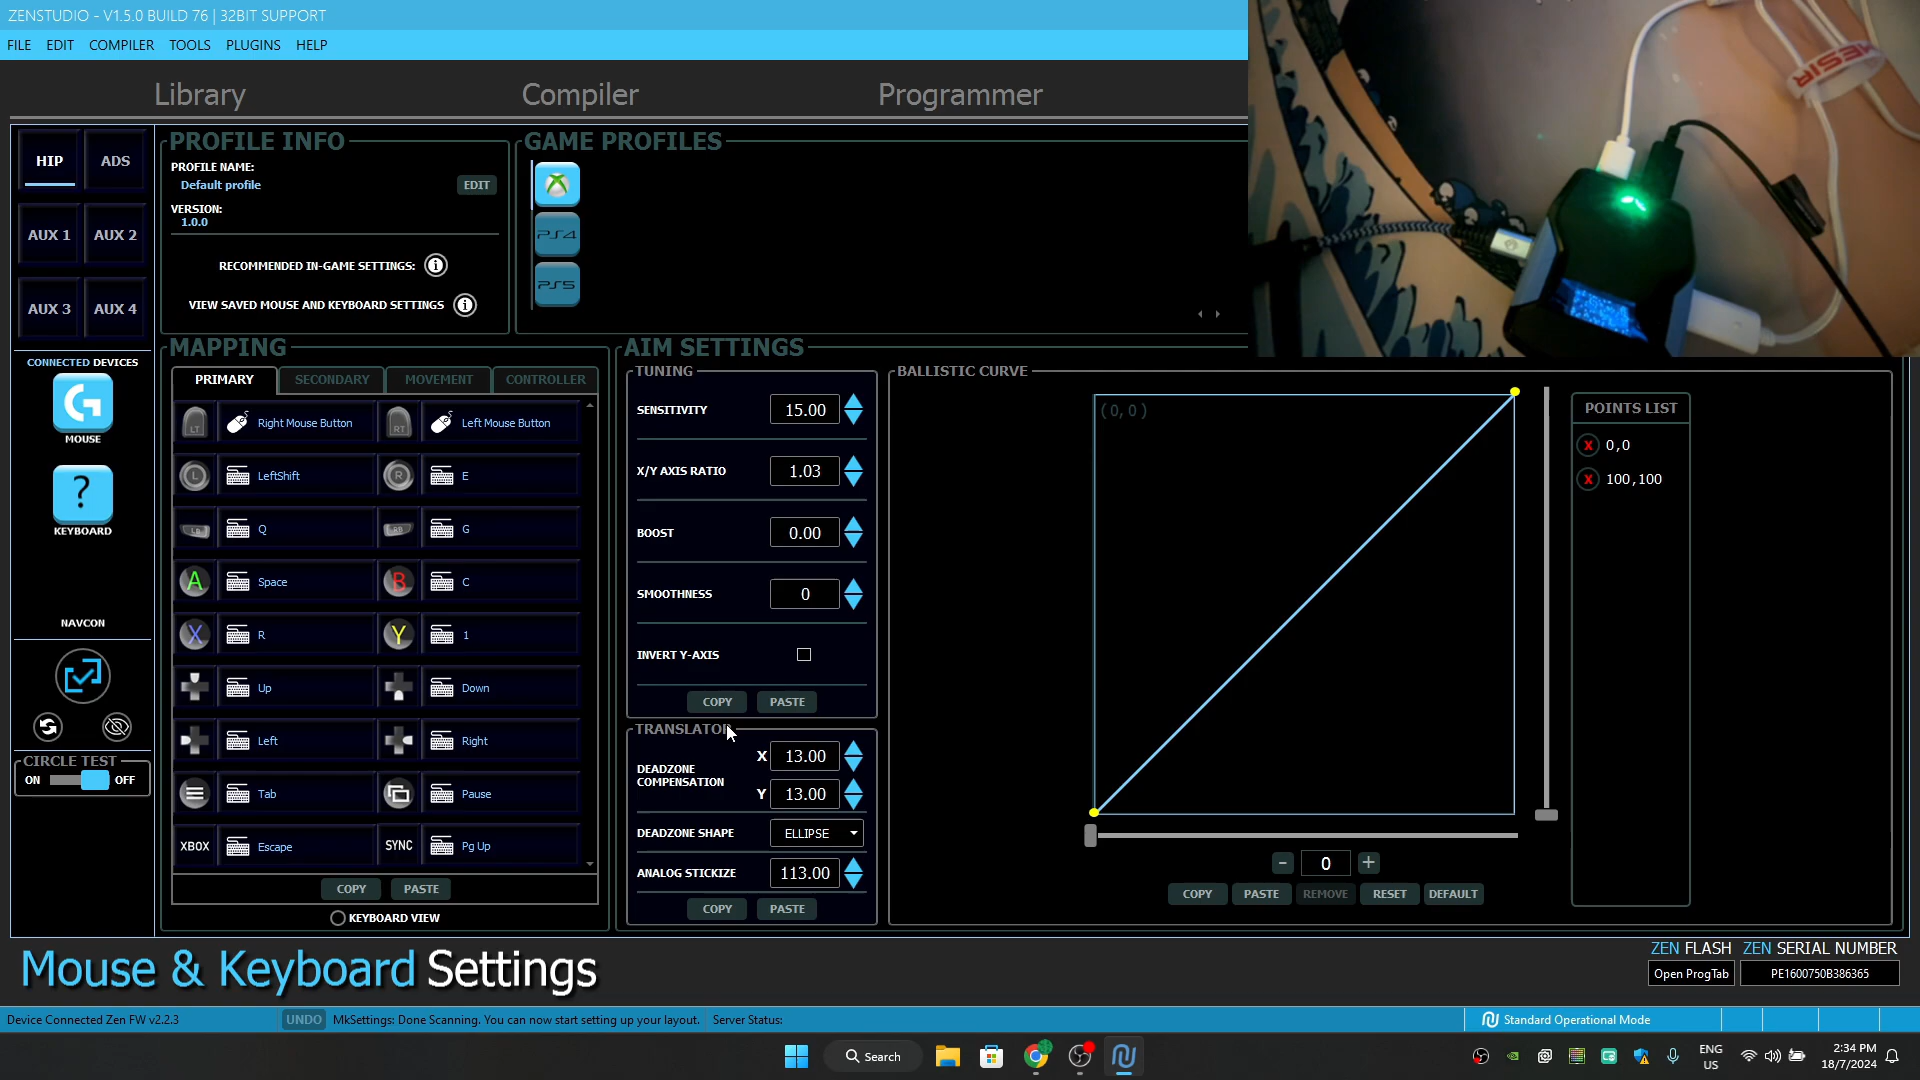 ZENSTUDIO - V1.5.0 BUILD 76 | 32BIT SUPPORT
FILE EDIT COMPILER TOOLS PLUGINS HELP
Library Compiler Programmer
HIP ADS
AUX 1 AUX 2
AUX 3 AUX 4
CONNECTED DEVICES
MOUSE
?
KEYBOARD
NAVCON
CIRCLE TEST
ON OFF
PROFILE INFO
PROFILE NAME:
Default profile EDIT
VERSION:
1.0.0
RECOMMENDED IN-GAME SETTINGS:
VIEW SAVED MOUSE AND KEYBOARD SETTINGS
GAME PROFILES
PS4
PS5
MAPPING
PRIMARY SECONDARY MOVEMENT CONTROLLER
LT Right Mouse Button RT Left Mouse Button
L LeftShift R E
LB Q RB G
A Space B C
X R Y 1
Up Down
Left Right
Tab Pause
XBOX Escape SYNC Pg Up
COPY PASTE
KEYBOARD VIEW
AIM SETTINGS
TUNING
SENSITIVITY 15.00
X/Y AXIS RATIO 1.03
BOOST 0.00
SMOOTHNESS 0
INVERT Y-AXIS
COPY PASTE
TRANSLATOR
DEADZONE
COMPENSATION
X 13.00
Y 13.00
DEADZONE SHAPE ELLIPSE
ANALOG STICKIZE 113.00
COPY PASTE
BALLISTIC CURVE
(0,0)
- 0 +
COPY PASTE REMOVE RESET DEFAULT
POINTS LIST
X 0,0
X 100,100
Mouse & Keyboard Settings
ZEN FLASH ZEN SERIAL NUMBER
Open ProgTab PE1600750B386365
Device Connected Zen FW v2.2.3 UNDO MkSettings: Done Scanning. You can now start setting up your layout. Server Status: Standard Operational Mode
Search
ENG
US
2:34 PM
18/7/2024